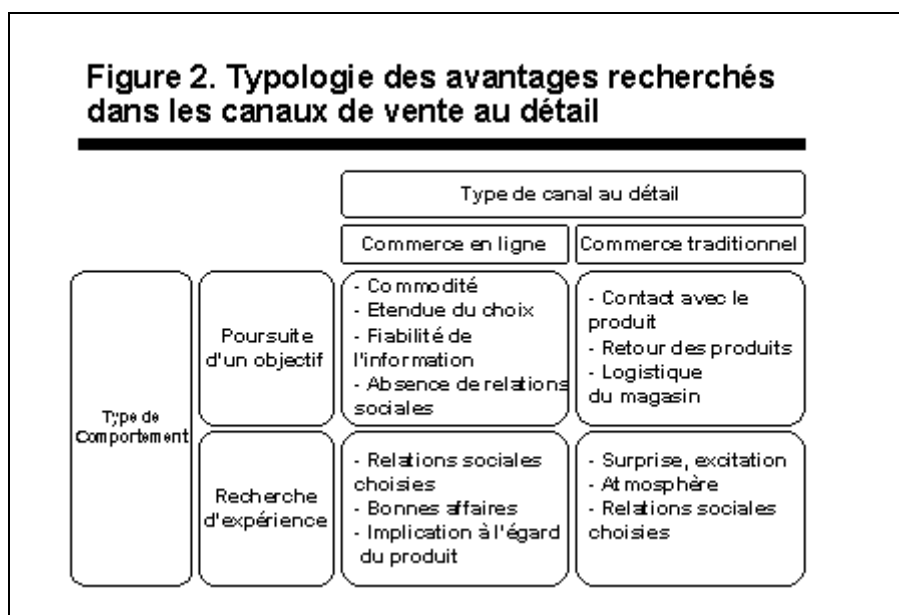 Figure 2. Typologie des avantages recherchés
dans les canaux de vente au détail
Type de canal au détail
Commerce en ligne
Commerce traditionnel
Type de
Comportement
Poursuite
d'un objectif
- Commodité
- Etendue du choix
- Fiabilité de
l'information
- Absence de relations
sociales
- Contact avec le
produit
- Retour des produits
- Logistique
du magasin
Recherche
d'expérience
- Relations sociales
choisies
- Bonnes affaires
- Implication à l'égard
du produit
- Surprise, excitation
- Atmosphère
- Relations sociales
choisies